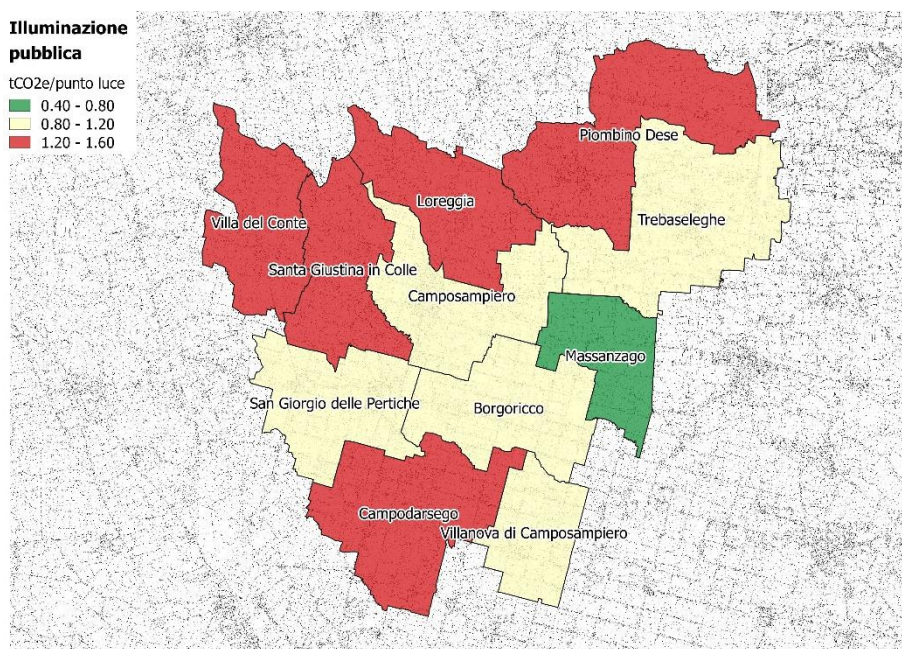 Illuminazione
pubblica
tCO2e/punto luce
0.40 - 0.80
0.80 - 1.20
1.20 - 1.60
Piombino Dese
Loreggia
Trebaseleghe
Villa del Conte
Santa Giustina in Colle
Camposampiero
Massanzago
San Giorgio delle Pertiche
Borgoricco
Campodarsego
Villanova di Camposampiero